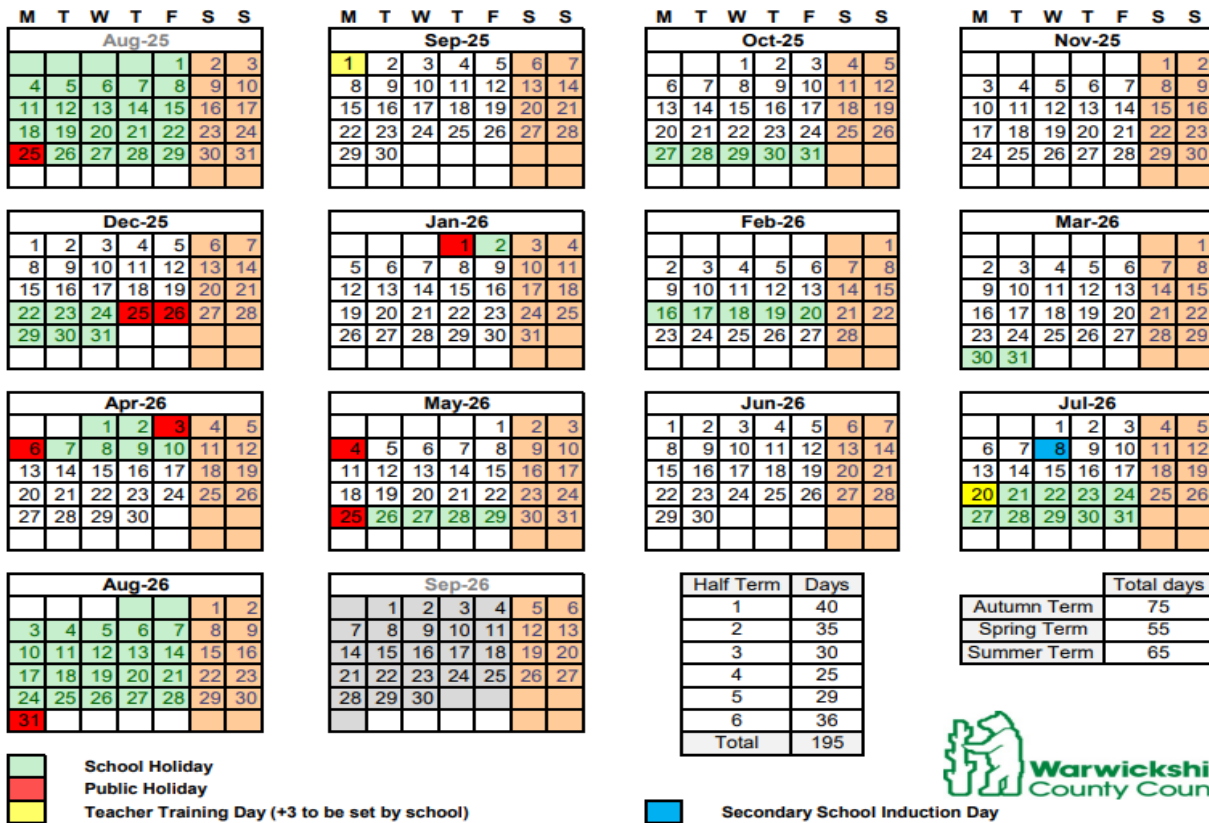 M T W T F S S M T W T F S S M T W T F S S M T W T F S S
Aug-25 Sep-25 Oct-25 Nov-25
1 2 3 1 2 3 4 5 6 7 1 2 3 4 5 1 2
4 5 6 7 8 9 10 8 9 10 11 12 13 14 6 7 8 9 10 11 12 3 4 5 6 7 8 9
11 12 13 14 15 16 17 15 16 17 18 19 20 21 13 14 15 16 17 18 19 10 11 12 13 14 15 16
18 19 20 21 22 23 24 22 23 24 25 26 27 28 20 21 22 23 24 25 26 17 18 19 20 21 22 23
25 26 27 28 29 30 31 29 30 27 28 29 30 31 24 25 26 27 28 29 30
Dec-25 Jan-26 Feb-26 Mar-26
1 2 3 4 5 6 7 1 2 3 4 1 1
8 9 10 11 12 13 14 5 6 7 8 9 10 11 2 3 4 5 6 7 8 2 3 4 5 6 7 8
15 16 17 18 19 20 21 12 13 14 15 16 17 18 9 10 11 12 13 14 15 9 10 11 12 13 14 15
22 23 24 25 26 27 28 19 20 21 22 23 24 25 16 17 18 19 20 21 22 16 17 18 19 20 21 22
29 30 31 26 27 28 29 30 31 23 24 25 26 27 28 23 24 25 26 27 28 29
30 31
Apr-26 May-26 Jun-26 Jul-26
1 2 3 4 5 1 2 3 1 2 3 4 5 6 7 1 2 3 4 5
6 7 8 9 10 11 12 4 5 6 7 8 9 10 8 9 10 11 12 13 14 6 7 8 9 10 11 12
13 14 15 16 17 18 19 11 12 13 14 15 16 17 15 16 17 18 19 20 21 13 14 15 16 17 18 19
20 21 22 23 24 25 26 18 19 20 21 22 23 24 22 23 24 25 26 27 28 20 21 22 23 24 25 26
27 28 29 30 25 26 27 28 29 30 31 29 30 27 28 29 30 31
Aug-26 Sep-26 Half Term Days Total days
1 2 1 2 3 4 5 6 1 40 Autumn Term 75
3 4 5 6 7 8 9 7 8 9 10 11 12 13 2 35 Spring Term 55
10 11 12 13 14 15 16 14 15 16 17 18 19 20 3 30 Summer Term 65
17 18 19 20 21 22 23 21 22 23 24 25 26 27 4 25
24 25 26 27 28 29 30 28 29 30 5 29
31 6 36
Total 195
Warwickshi
County Coun
School Holiday
Public Holiday
Teacher Training Day (+3 to be set by school) Secondary School Induction Day